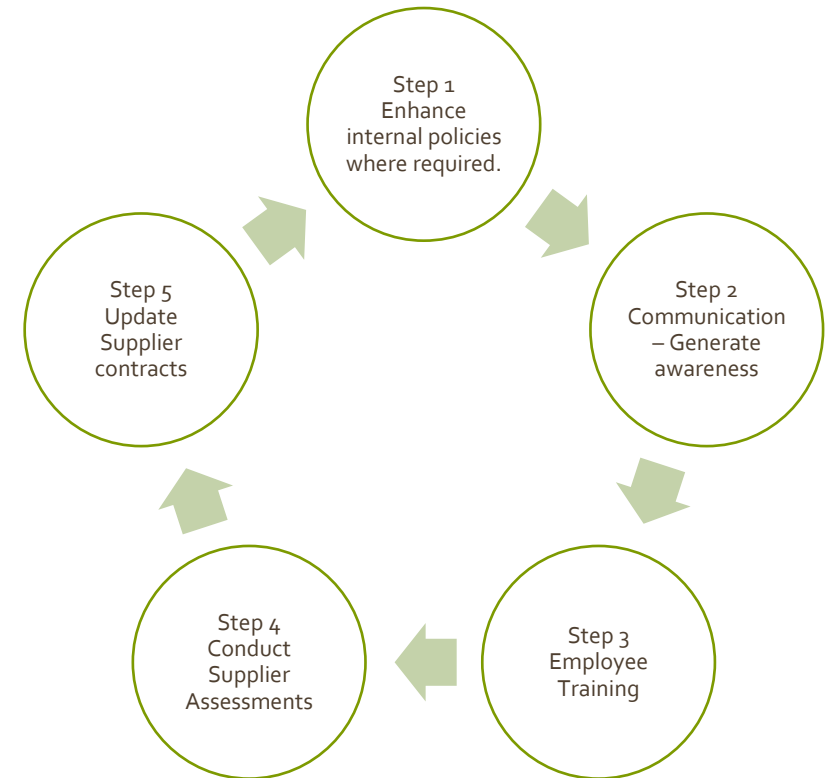 Step 1
Enhance
internal policies
where required.
Step 2
Communication
– Generate
awareness
Step 3
Employee
Training
Step 4
Conduct
Supplier
Assessments
Step 5
Update
Supplier
contracts